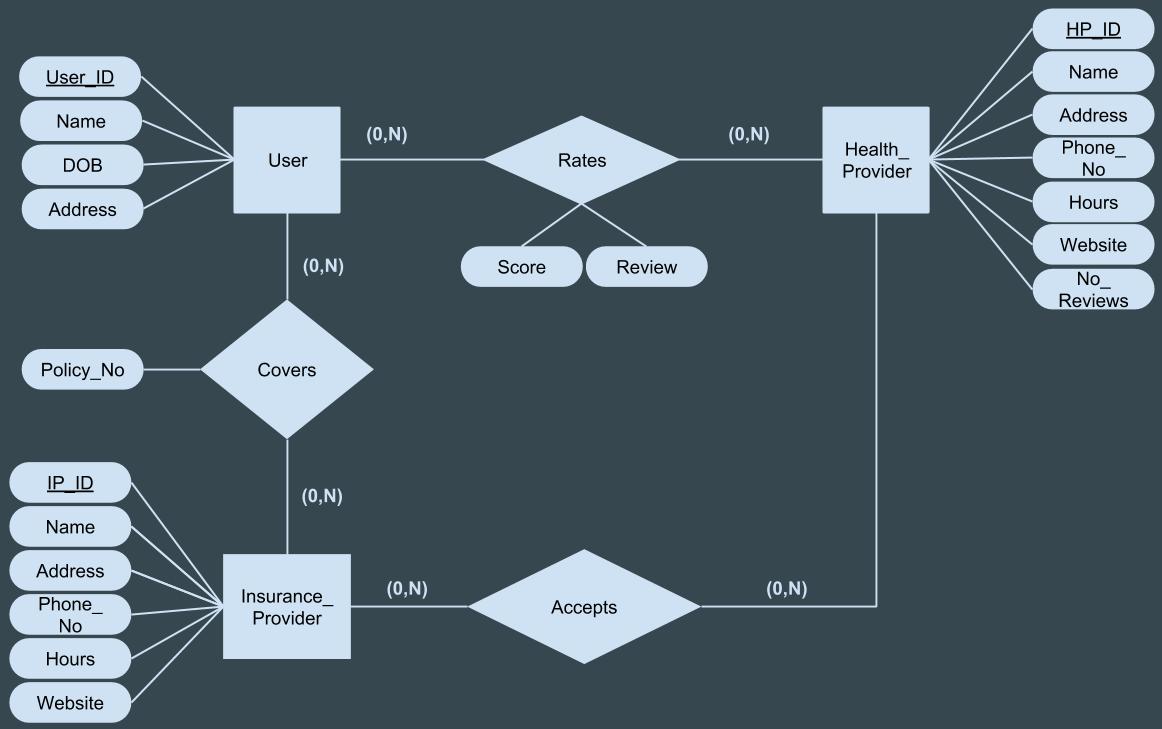 HP_ID
User_ID
Name
Name
(0,N)
(0,N)
Address
DOB
User
Rates
Health_
Provider
Phone_
No
Address
Hours
(0,N)
Score
Review
Website
No_
Reviews
Policy_No
Covers
IP_ID
(0,N)
Name
Address
(0,N)
(0,N)
Phone_
No
Insurance_
Provider
Accepts
Hours
Website